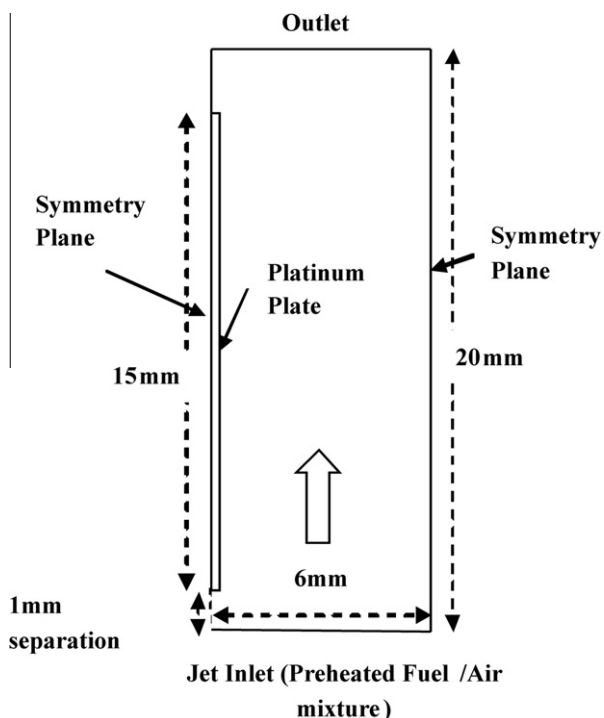 Outlet
Symmetry
Plane
Platinum
Plate
Symmetry
Plane
15mm
20mm
6mm
1mm
separation
Jet Inlet (Preheated Fuel /Air
mixture)